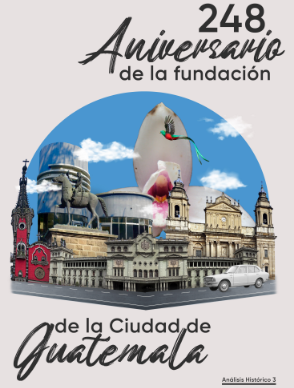 248
Aniversario
de la fundación
de la Ciudad de
Guatemala
Análisis Histórico 3